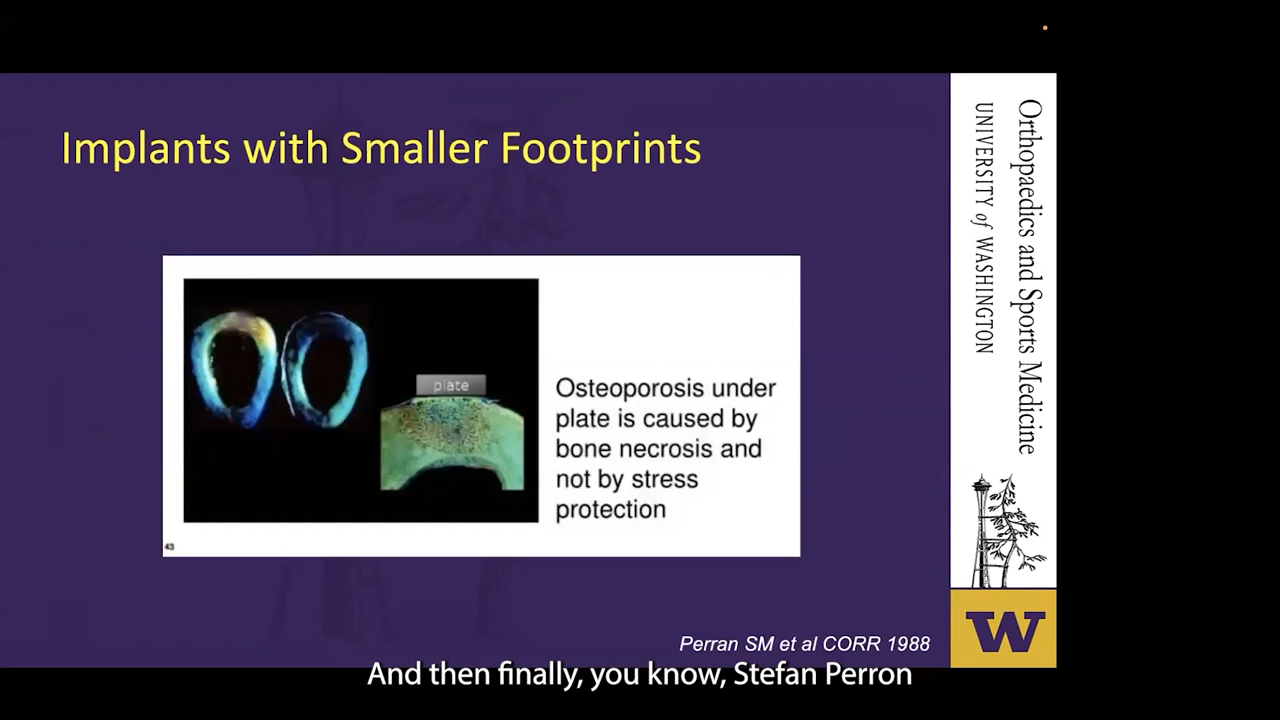 Implants with Smaller Footprints
plate
Osteoporosis under
plate is caused by
bone necrosis and
not by stress
protection
43
Perran SM et al CORR 1988
And then finally, you know, Stefan Perron
Orthopaedics and Sports Medicine
UNIVERSITY of WASHINGTON
W